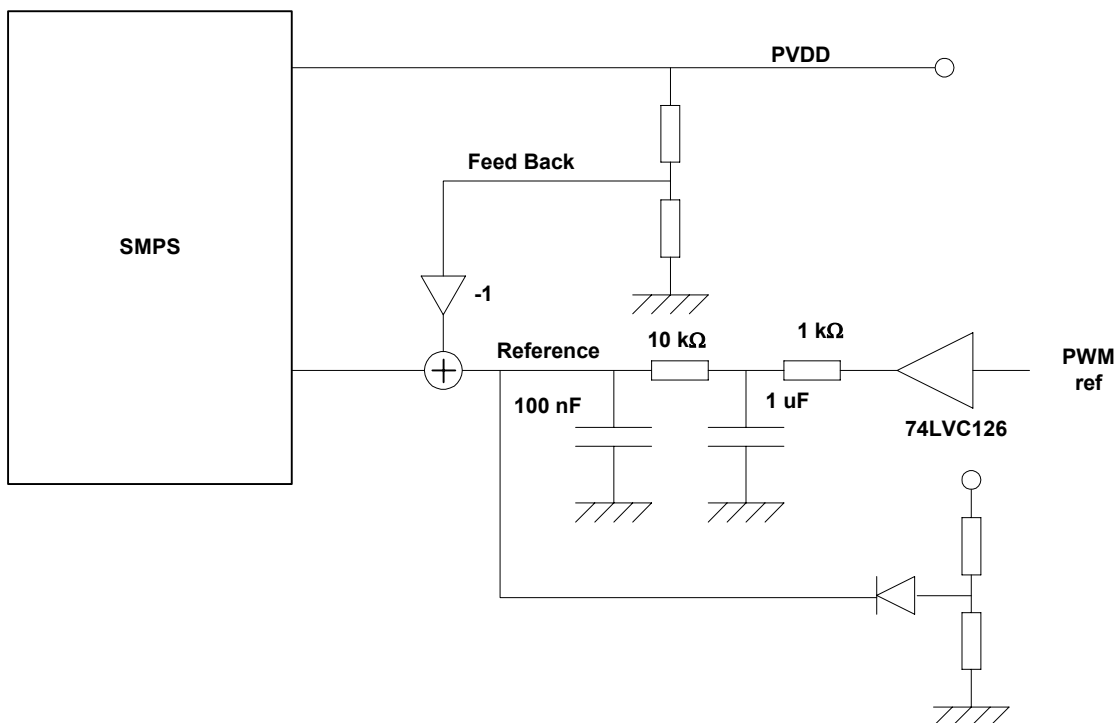 PVDD
Feed Back
SMPS
-1
10 kΩ
1 kΩ
Reference
PWM
ref
100 nF
1 uF
74LVC126